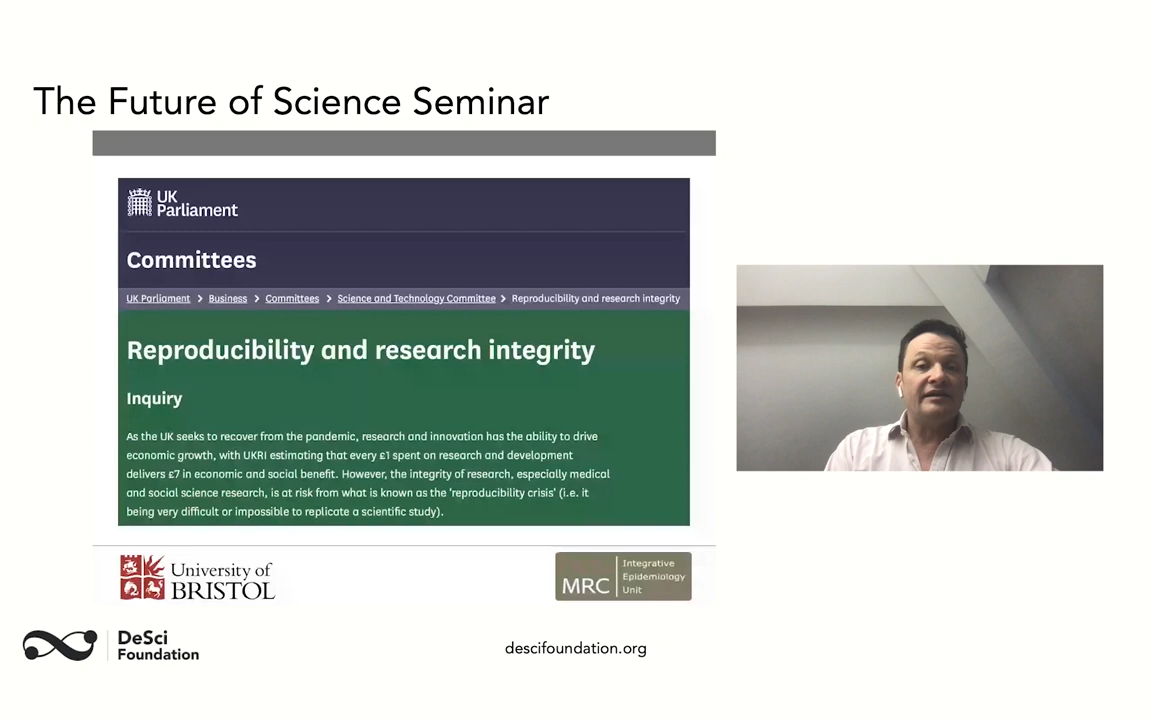 The Future of Science Seminar
UK
Parliament
Committees
UK Parliament > Business > Committees > Science and Technology Committee > Reproducibility and research integrity
Reproducibility and research integrity
Inquiry
As the UK seeks to recover from the pandemic, research and innovation has the ability to drive
economic growth, with UKRI estimating that every £1 spent on research and development
delivers £7 in economic and social benefit. However, the integrity of research, especially medical
and social science research, is at risk from what is known as the 'reproducibility crisis' (i.e. it
being very difficult or impossible to replicate a scientific study).
University of
BRISTOL
MRC
Integrative
Epidemiology
Unit
DeSci
Foundation
descifoundation.org